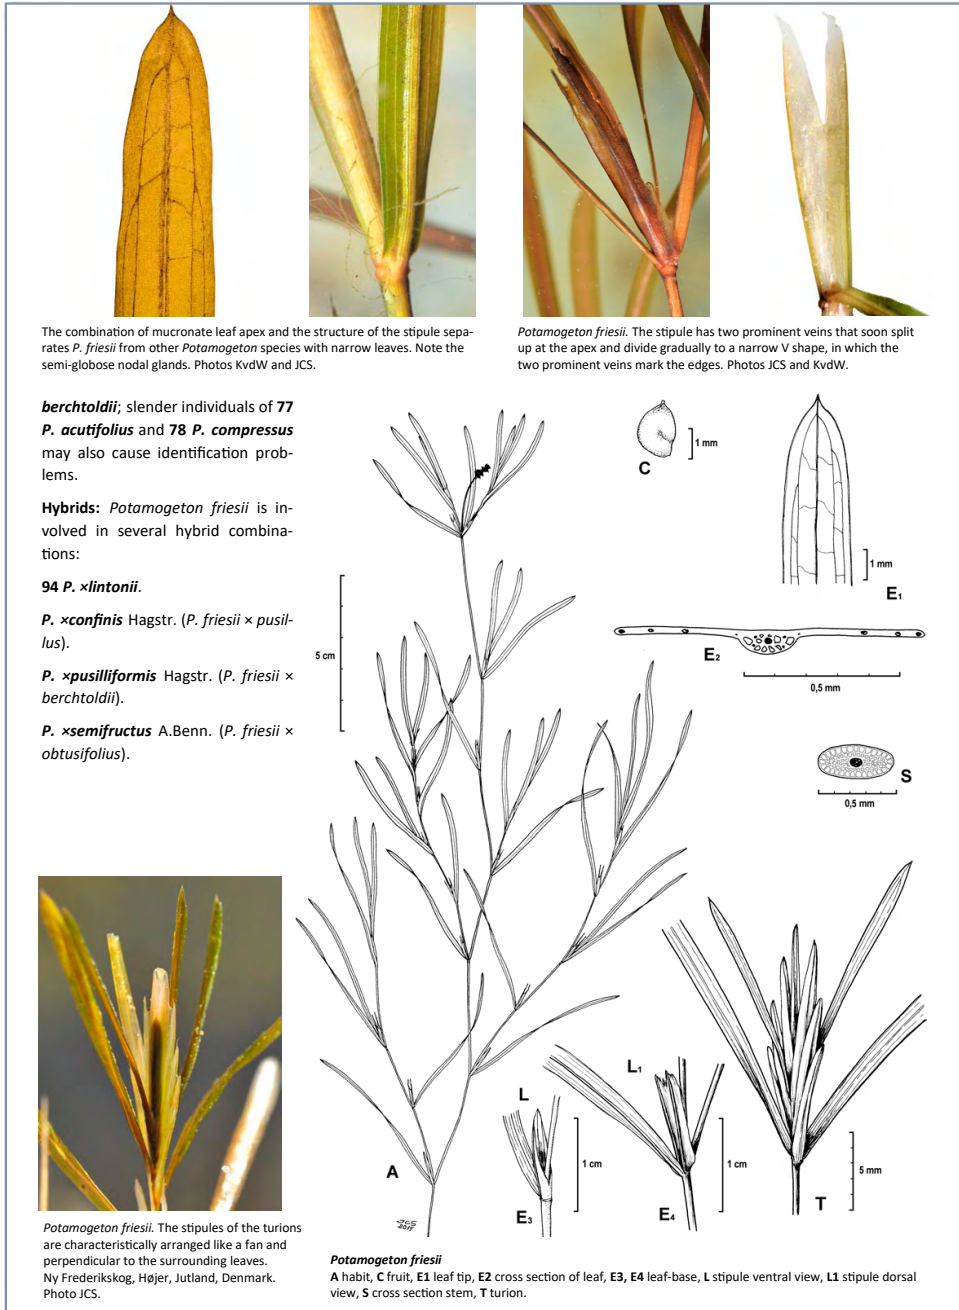 The combination of mucronate leaf apex and the structure of the stipule sepa-
rates P. friesii from other Potamogeton species with narrow leaves. Note the
semi-globose nodal glands. Photos KvdW and JCS.
Potamogeton friesii. The stipule has two prominent veins that soon split
up at the apex and divide gradually to a narrow V shape, in which the
two prominent veins mark the edges. Photos JCS and KvdW.
berchtoldii; slender individuals of 77
P. acutifolius and 78 P. compressus
may also cause identification prob-
lems.
Hybrids: Potamogeton friesii is in-
volved in several hybrid combina-
tions:
94 P. ×lintonii.
P. ×confinis Hagstr. (P. friesii × pusil-
lus).
P. ×pusilliformis Hagstr. (P. friesii ×
berchtoldii).
P. ×semifructus A.Benn. (P. friesii ×
obtusifolius).
C
1 mm
E1
1 mm
5 cm
E2
0,5 mm
S
0,5 mm
A
L
E3
1 cm
L1
E4
1 cm
T
5 mm
JCS
2017
Potamogeton friesii. The stipules of the turions
are characteristically arranged like a fan and
perpendicular to the surrounding leaves.
Ny Frederikskog, Højer, Jutland, Denmark.
Photo JCS.
Potamogeton friesii
A habit, C fruit, E1 leaf tip, E2 cross section of leaf, E3, E4 leaf-base, L stipule ventral view, L1 stipule dorsal
view, S cross section stem, T turion.